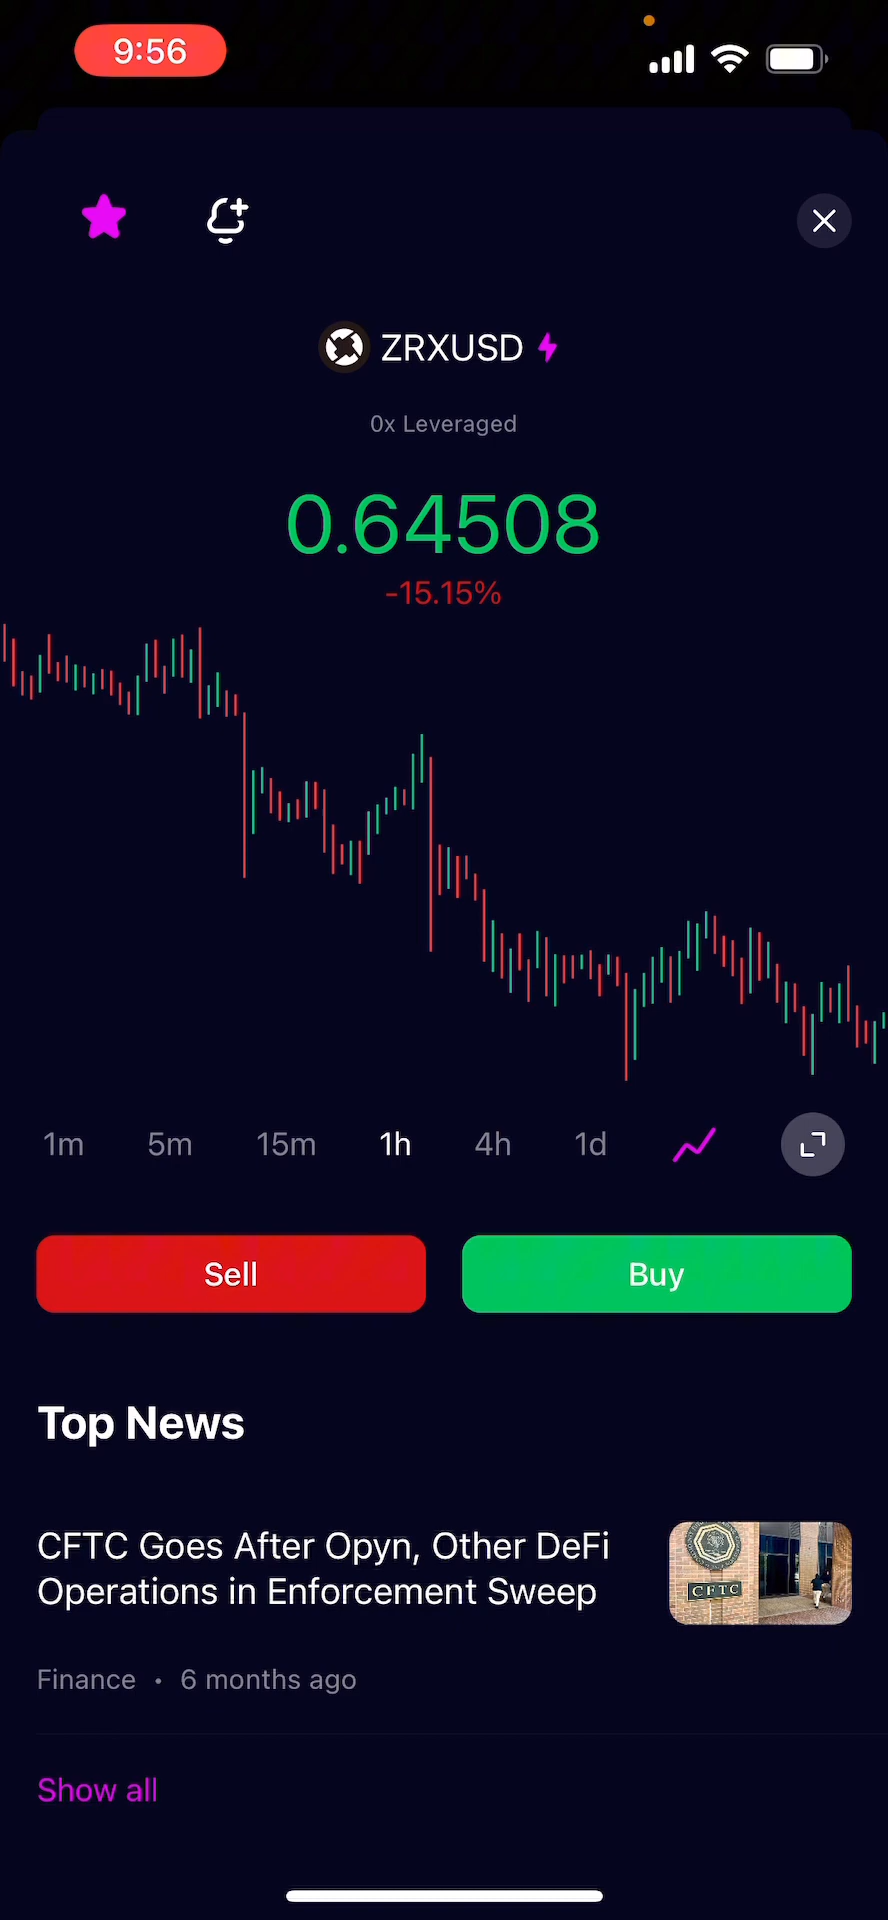 9:56
ZRXUSD
0x Leveraged
0.64508
-15.15%
1m 5m 15m 1h 4h 1d
Sell Buy
Top News
CFTC Goes After Opyn, Other DeFi
Operations in Enforcement Sweep
CFTC
Finance • 6 months ago
Show all